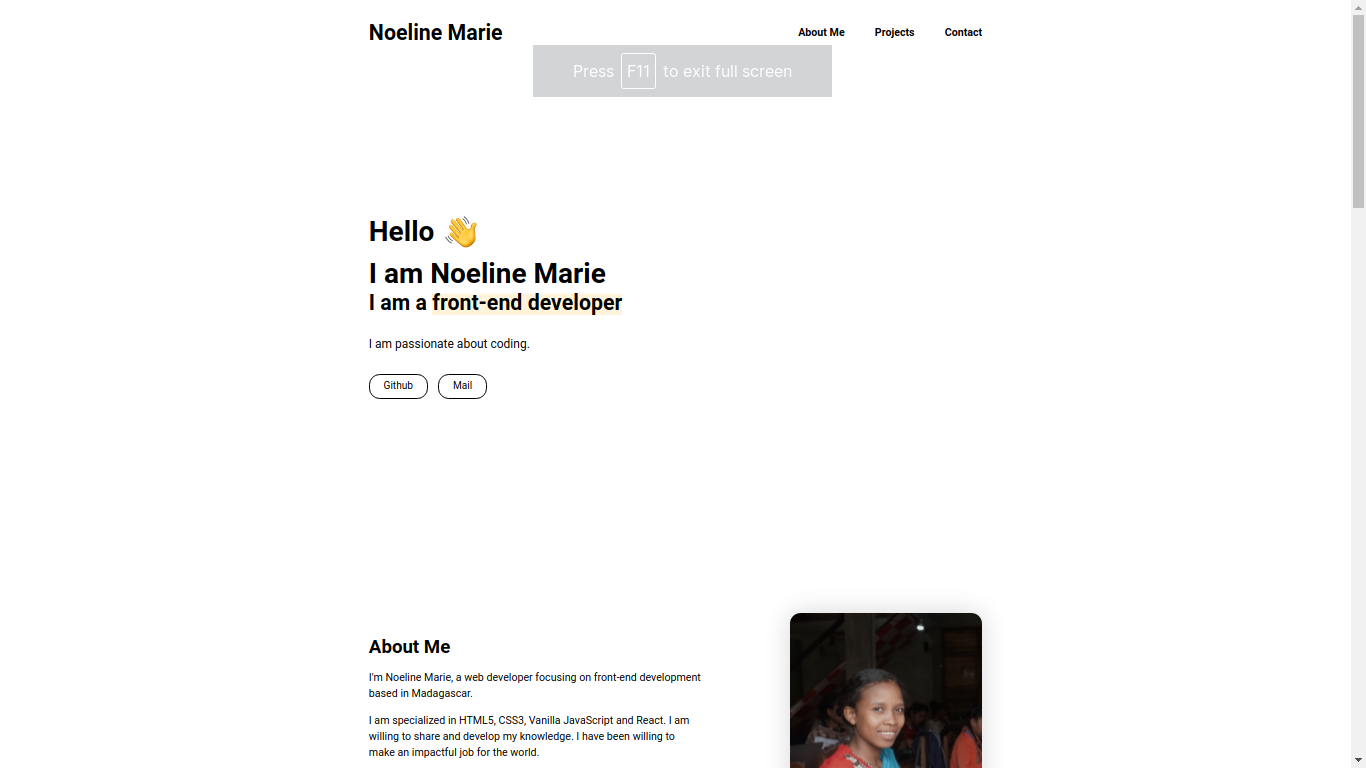 Noeline Marie
About Me Projects Contact
Press F11 to exit full screen
Hello 👋
I am Noeline Marie
I am a front-end developer
I am passionate about coding.
Github Mail
About Me
I'm Noeline Marie, a web developer focusing on front-end development
based in Madagascar.
I am specialized in HTML5, CSS3, Vanilla JavaScript and React. I am
willing to share and develop my knowledge. I have been willing to
make an impactful job for the world.